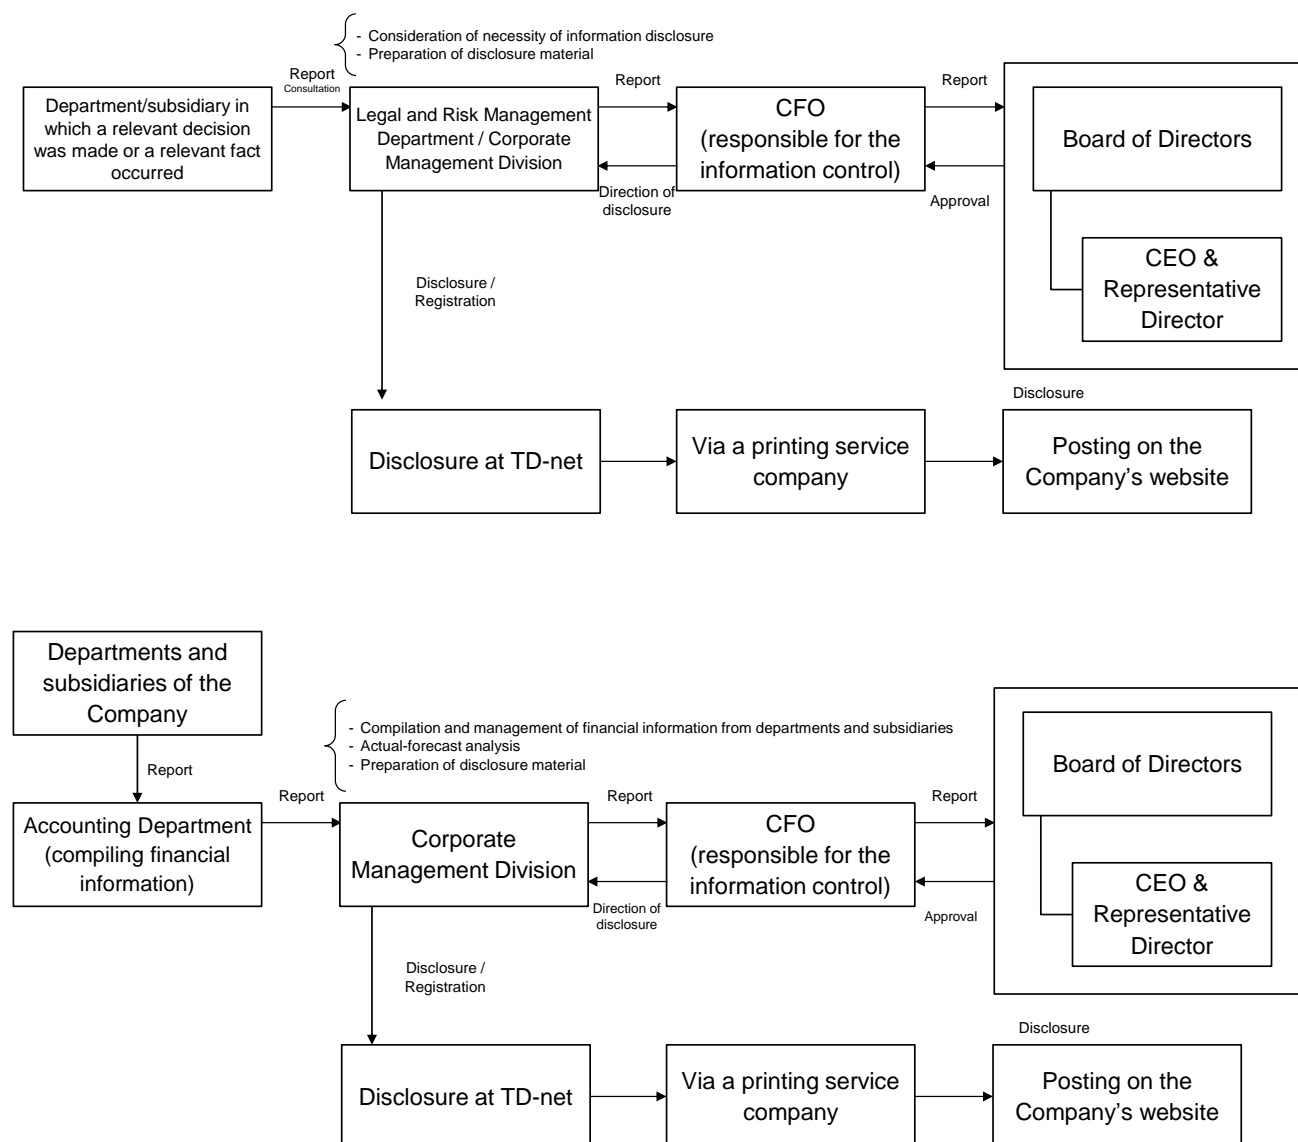 - Consideration of necessity of information disclosure
- Preparation of disclosure material
Report
Consultation
Department/subsidiary in
which a relevant decision
was made or a relevant fact
occurred
Legal and Risk Management
Department / Corporate
Management Division
Report
Direction of
disclosure
CFO
(responsible for the
information control)
Report
Approval
Board of Directors
CEO &
Representative
Director
Disclosure /
Registration
Disclosure at TD-net
Via a printing service
company
Disclosure
Posting on the
Company’s website
Departments and
subsidiaries of the
Company
Report
Accounting Department
(compiling financial
information)
Report
- Compilation and management of financial information from departments and subsidiaries
- Actual-forecast analysis
- Preparation of disclosure material
Corporate
Management Division
Report
Direction of
disclosure
CFO
(responsible for the
information control)
Report
Approval
Board of Directors
CEO &
Representative
Director
Disclosure /
Registration
Disclosure at TD-net
Via a printing service
company
Disclosure
Posting on the
Company’s website